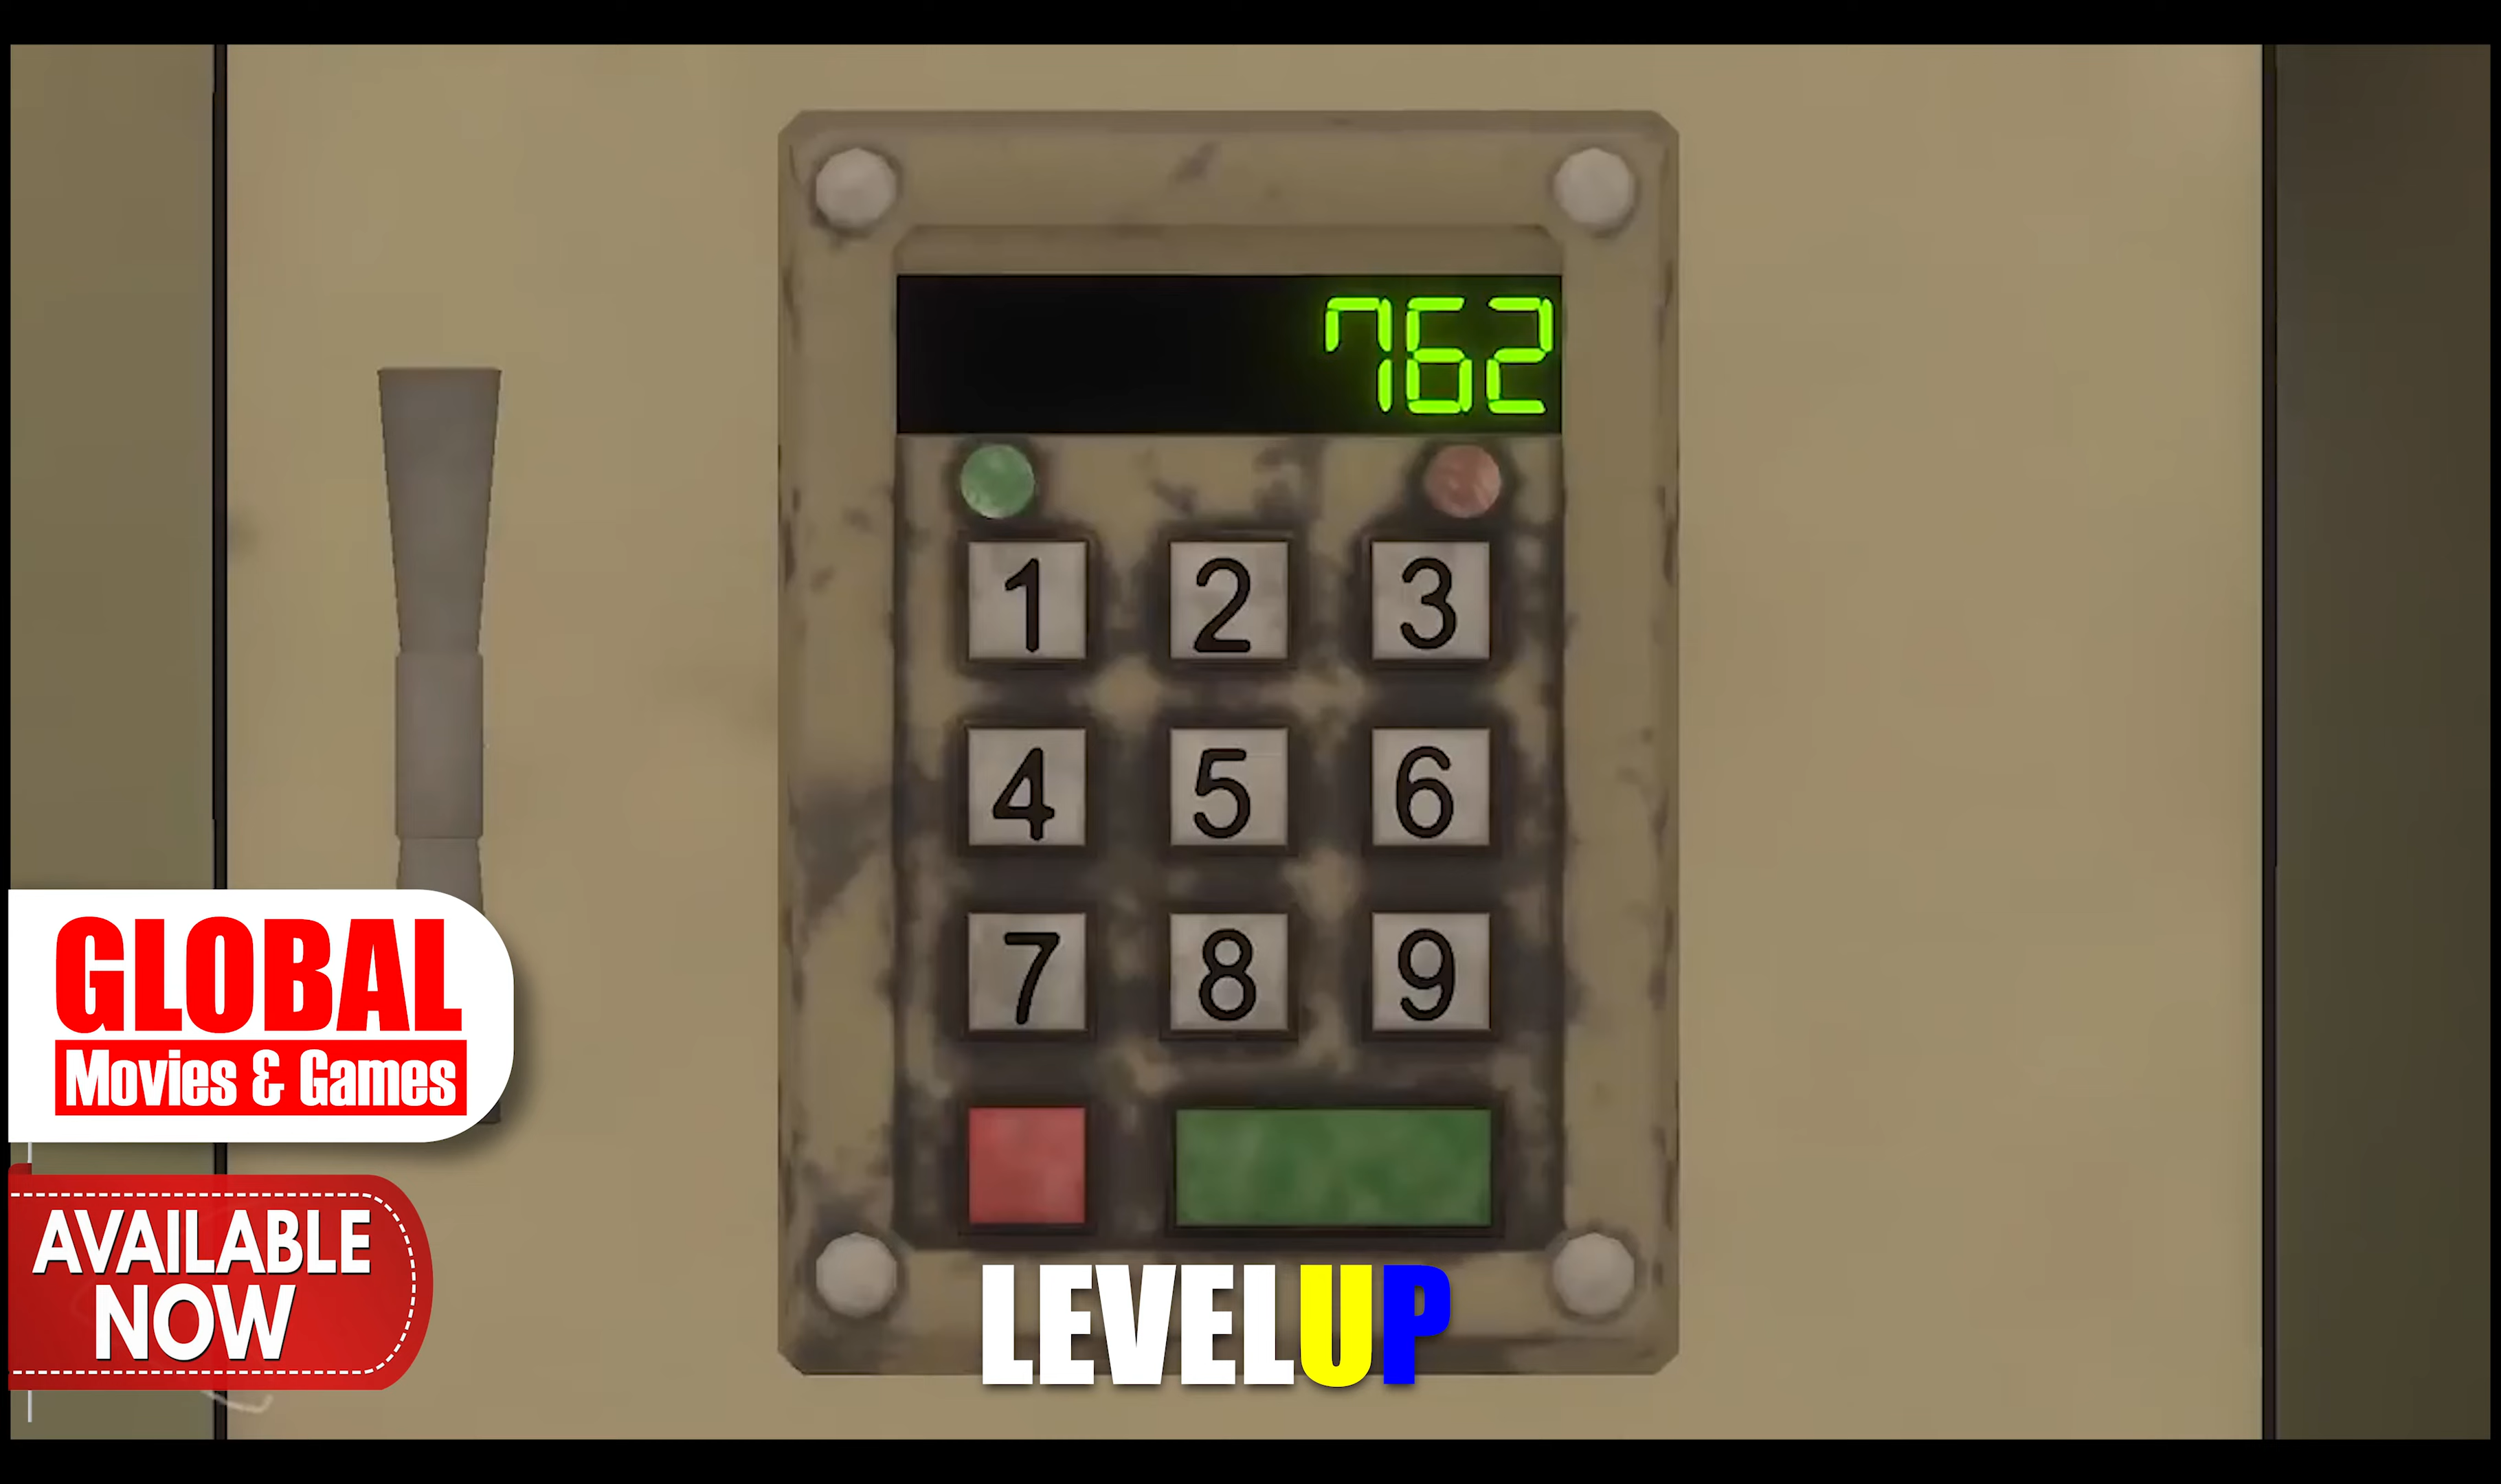 762
1 2 3
4 5 6
7 8 9
GLOBAL
Movies & Games
AVAILABLE
NOW
LEVELUP